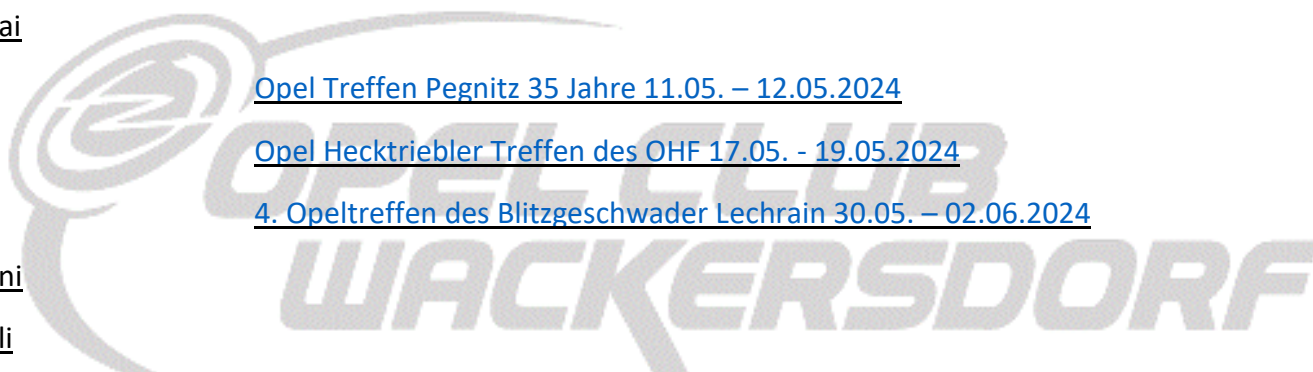 ai
Opel Treffen Pegnitz 35 Jahre 11.05. – 12.05.2024
Opel Hecktriebler Treffen des OHF 17.05. - 19.05.2024
4. Opeltreffen des Blitzgeschwader Lechrain 30.05. – 02.06.2024
ni
li
OPEL CLUB
WACKERSDORF